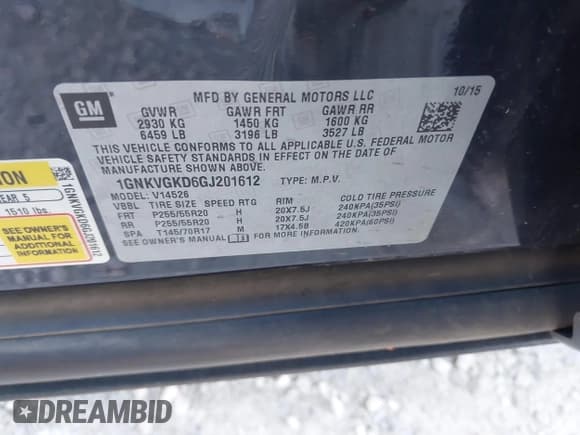 GM
MFD BY GENERAL MOTORS LLC 10/15
GVWR GAWR FRT GAWR RR
2930 KG 1450 KG 1600 KG
6459 LB 3196 LB 3527 LB
THIS VEHICLE CONFORMS TO ALL APPLICABLE U.S. FEDERAL MOTOR
VEHICLE SAFETY STANDARDS IN EFFECT ON THE DATE OF
MANUFACTURE SHOWN ABOVE.
1GNKVGKD6GJ201612 TYPE: M.P.V.
MODEL: V14526
VBBL TIRE SIZE SPEED RTG RIM COLD TIRE PRESSURE
FRT P255/55R20 H 20X7.5J 240KPA(35PSI)
RR P255/55R20 H 20X7.5J 240KPA(35PSI)
SPA T145/70R17 M 17X4.5B 420KPA(60PSI)
SEE OWNER'S MANUAL FOR MORE INFORMATION.
TION
EAR 5
1510 lbs.
SEE OWNER'S
MANUAL FOR
ADDITIONAL
INFORMATION
1GNKVGKD6GJ201612
DREAMBID